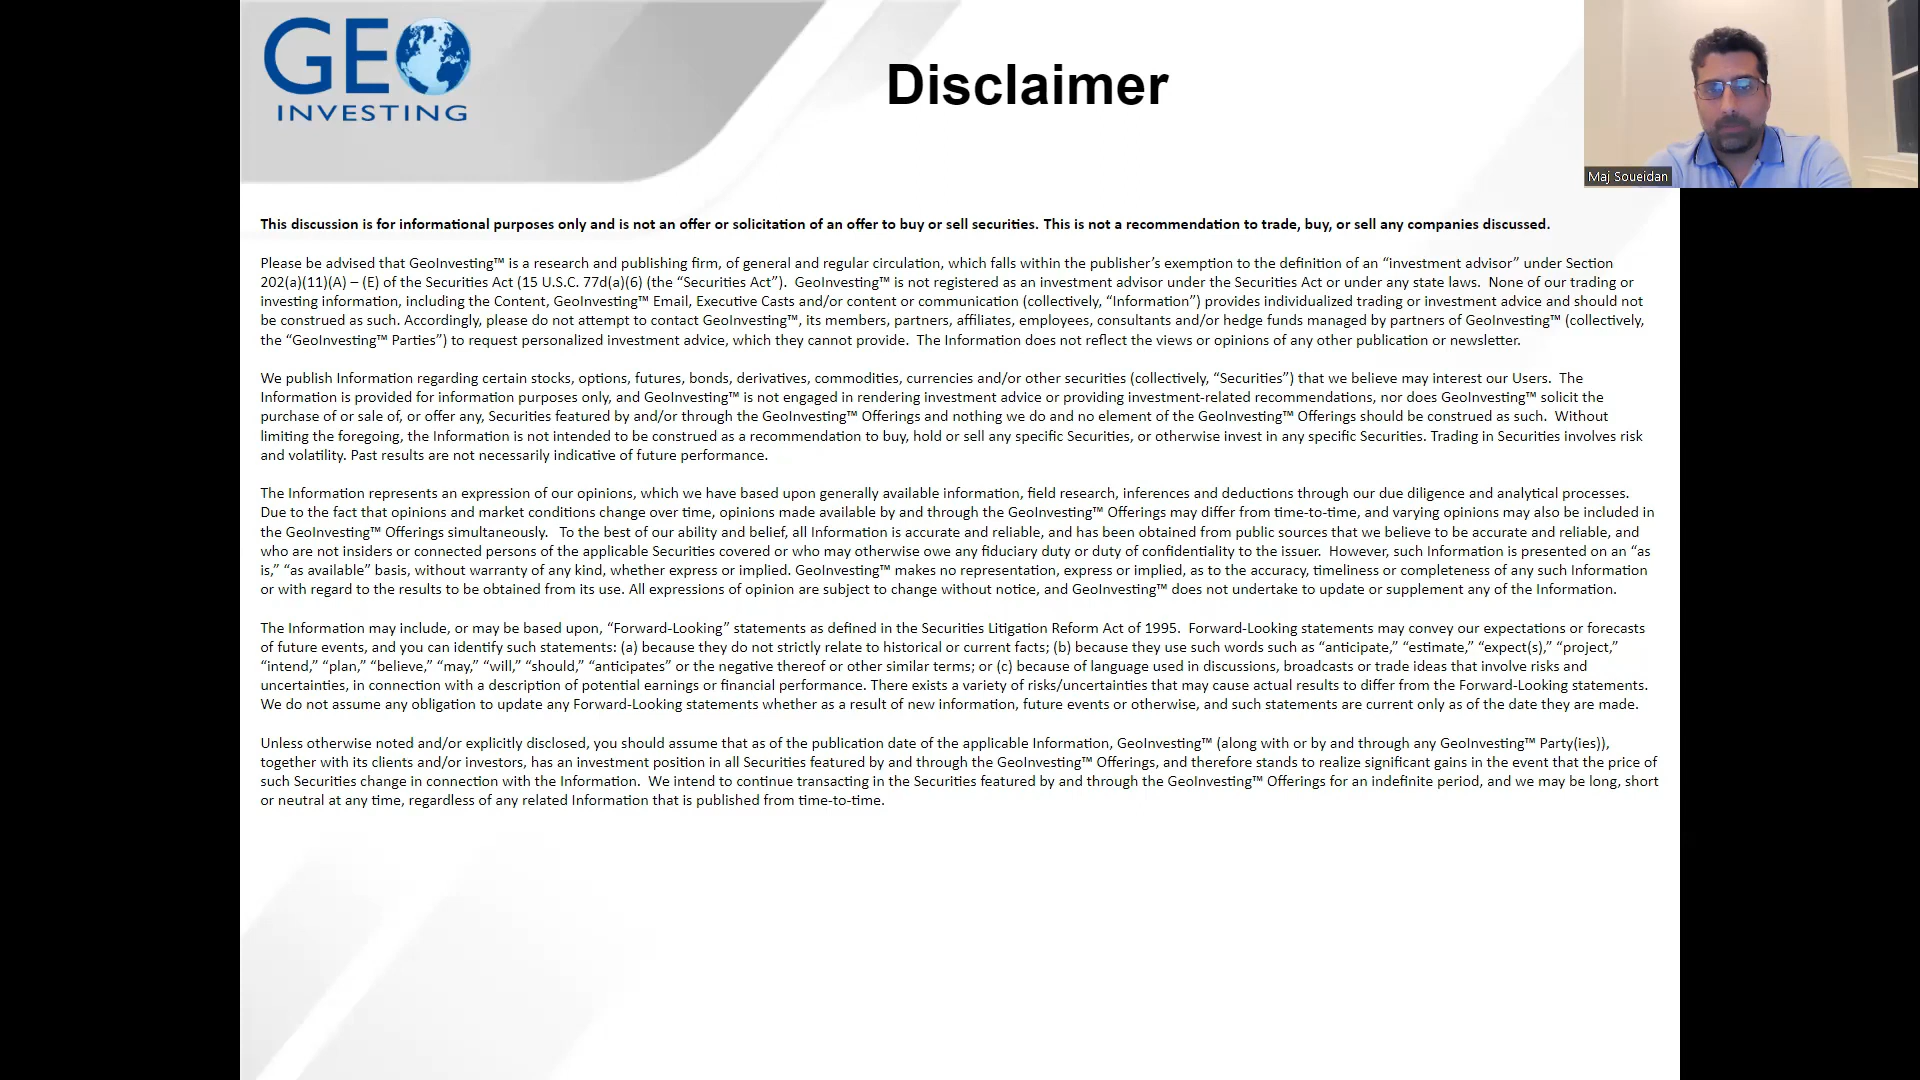 GEO
INVESTING
Disclaimer
Maj Soueidan
This discussion is for informational purposes only and is not an offer or solicitation of an offer to buy or sell securities. This is not a recommendation to trade, buy, or sell any companies discussed.
Please be advised that GeoInvesting™ is a research and publishing firm, of general and regular circulation, which falls within the publisher’s exemption to the definition of an “investment advisor” under Section
202(a)(11)(A) – (E) of the Securities Act (15 U.S.C. 77d(a)(6) (the “Securities Act”).  GeoInvesting™ is not registered as an investment advisor under the Securities Act or under any state laws.  None of our trading or
investing information, including the Content, GeoInvesting™ Email, Executive Casts and/or content or communication (collectively, “Information”) provides individualized trading or investment advice and should not
be construed as such. Accordingly, please do not attempt to contact GeoInvesting™, its members, partners, affiliates, employees, consultants and/or hedge funds managed by partners of GeoInvesting™ (collectively,
the “GeoInvesting™ Parties”) to request personalized investment advice, which they cannot provide.  The Information does not reflect the views or opinions of any other publication or newsletter.
We publish Information regarding certain stocks, options, futures, bonds, derivatives, commodities, currencies and/or other securities (collectively, “Securities”) that we believe may interest our Users.  The
Information is provided for information purposes only, and GeoInvesting™ is not engaged in rendering investment advice or providing investment-related recommendations, nor does GeoInvesting™ solicit the
purchase of or sale of, or offer any, Securities featured by and/or through the GeoInvesting™ Offerings and nothing we do and no element of the GeoInvesting™ Offerings should be construed as such.  Without
limiting the foregoing, the Information is not intended to be construed as a recommendation to buy, hold or sell any specific Securities, or otherwise invest in any specific Securities. Trading in Securities involves risk
and volatility. Past results are not necessarily indicative of future performance.
The Information represents an expression of our opinions, which we have based upon generally available information, field research, inferences and deductions through our due diligence and analytical processes.
Due to the fact that opinions and market conditions change over time, opinions made available by and through the GeoInvesting™ Offerings may differ from time-to-time, and varying opinions may also be included in
the GeoInvesting™ Offerings simultaneously.   To the best of our ability and belief, all Information is accurate and reliable, and has been obtained from public sources that we believe to be accurate and reliable, and
who are not insiders or connected persons of the applicable Securities covered or who may otherwise owe any fiduciary duty or duty of confidentiality to the issuer.  However, such Information is presented on an “as
is,” “as available” basis, without warranty of any kind, whether express or implied. GeoInvesting™ makes no representation, express or implied, as to the accuracy, timeliness or completeness of any such Information
or with regard to the results to be obtained from its use. All expressions of opinion are subject to change without notice, and GeoInvesting™ does not undertake to update or supplement any of the Information.
The Information may include, or may be based upon, “Forward-Looking” statements as defined in the Securities Litigation Reform Act of 1995.  Forward-Looking statements may convey our expectations or forecasts
of future events, and you can identify such statements: (a) because they do not strictly relate to historical or current facts; (b) because they use such words such as “anticipate,” “estimate,” “expect(s),” “project,”
“intend,” “plan,” “believe,” “may,” “will,” “should,” “anticipates” or the negative thereof or other similar terms; or (c) because of language used in discussions, broadcasts or trade ideas that involve risks and
uncertainties, in connection with a description of potential earnings or financial performance. There exists a variety of risks/uncertainties that may cause actual results to differ from the Forward-Looking statements.
We do not assume any obligation to update any Forward-Looking statements whether as a result of new information, future events or otherwise, and such statements are current only as of the date they are made.
Unless otherwise noted and/or explicitly disclosed, you should assume that as of the publication date of the applicable Information, GeoInvesting™ (along with or by and through any GeoInvesting™ Party(ies)),
together with its clients and/or investors, has an investment position in all Securities featured by and through the GeoInvesting™ Offerings, and therefore stands to realize significant gains in the event that the price of
such Securities change in connection with the Information.  We intend to continue transacting in the Securities featured by and through the GeoInvesting™ Offerings for an indefinite period, and we may be long, short
or neutral at any time, regardless of any related Information that is published from time-to-time.